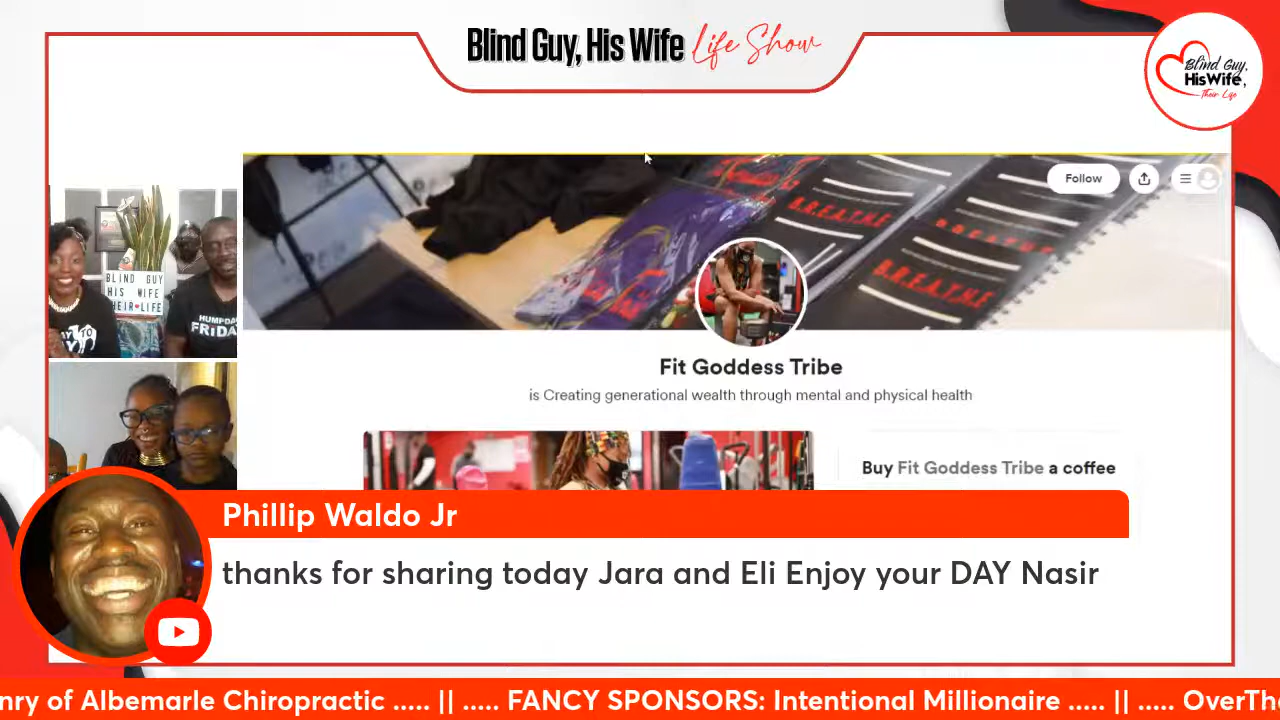 Blind Guy, His Wife Life Show
Blind Guy,
His Wife,
Their Life
Follow
B.R.E.A.T.H.E
B.R.E.A.T.H.E
B.R.E.A.T.H.E
BLIND GUY
HIS WIFE
THEIR LIFE
HUMPDAY
FRIDAY
Fit Goddess Tribe
is Creating generational wealth through mental and physical health
Buy Fit Goddess Tribe a coffee
Phillip Waldo Jr
thanks for sharing today Jara and Eli Enjoy your DAY Nasir
nry of Albemarle Chiropractic ..... || ..... FANCY SPONSORS: Intentional Millionaire ..... || ..... OverTh